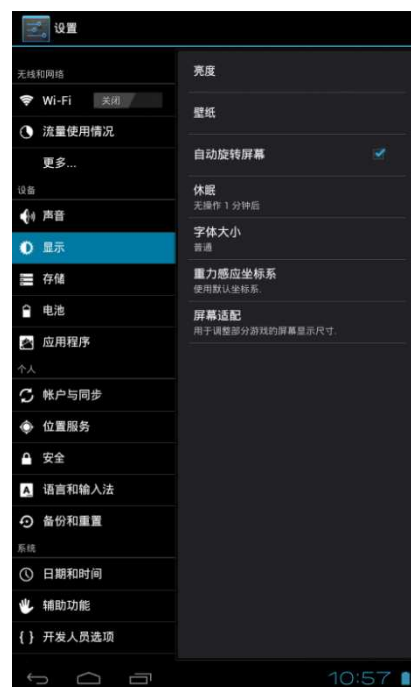 设置
无线和网络
Wi-Fi
关闭
流量使用情况
更多...
设备
声音
显示
存储
电池
应用程序
个人
帐户与同步
位置服务
安全
语言和输入法
备份和重置
系统
日期和时间
辅助功能
{ } 开发人员选项
亮度
壁纸
自动旋转屏幕
休眠
无操作 1 分钟后
字体大小
普通
重力感应坐标系
使用默认坐标系.
屏幕适配
用于调整部分游戏的屏幕显示尺寸.
10:57